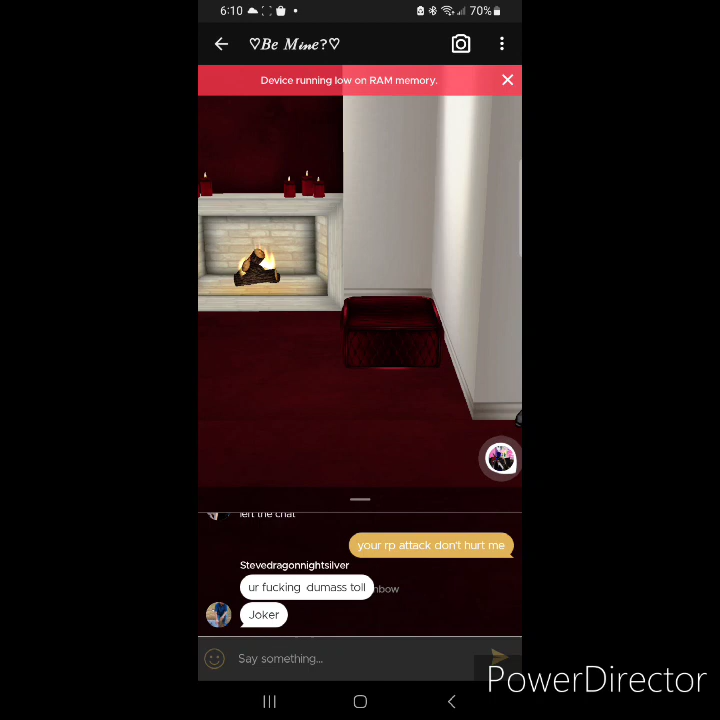 6:10
70%
♡Be Mine?♡
Device running low on RAM memory.
left the chat
your rp attack don't hurt me
Stevedragonnightsilver
ur fucking dumass toll
nbow
Joker
Say something...
PowerDirector